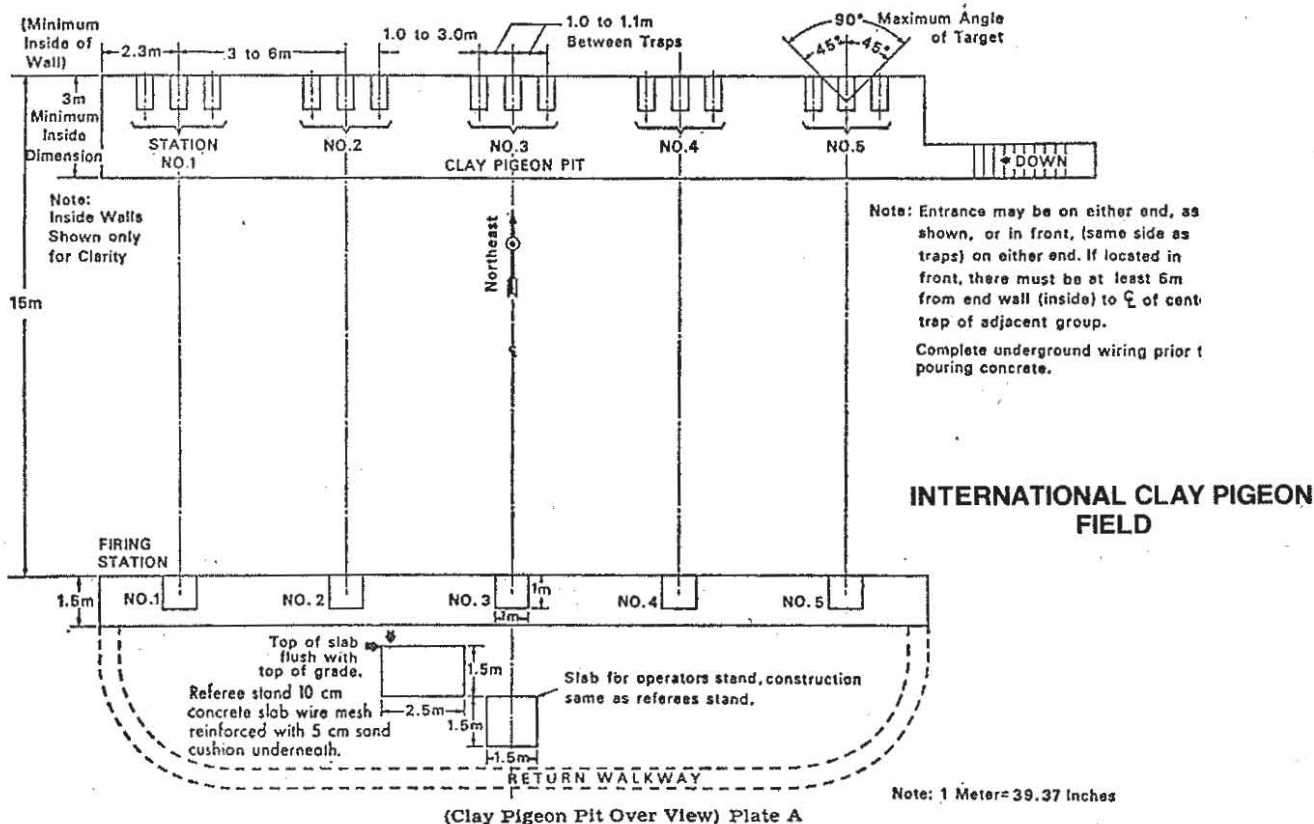 (Minimum
Inside of
Wall)
2.3m
3 to 6m
1.0 to 3.0m
1.0 to 1.1m
Between Traps
90°
45°
45°
Maximum Angle
of Target
3m
Minimum
Inside
Dimension
STATION
NO.1
NO.2
NO.3
NO.4
NO.5
CLAY PIGEON PIT
DOWN
Note:
Inside Walls
Shown only
for Clarity
Northeast
15m
Note: Entrance may be on either end, as
shown, or in front, (same side as
traps) on either end. If located in
front, there must be at least 6m
from end wall (inside) to ℄ of
trap of adjacent group.
Complete underground wiring prior
pouring concrete.
INTERNATIONAL CLAY PIGEON
FIELD
FIRING
STATION
1.5m
NO.1
NO.2
NO.3
1m
1m
NO.4
NO.5
Top of slab
flush with
top of grade.
1.5m
Referee stand 10 cm
concrete slab wire mesh
reinforced with 5 cm sand
cushion underneath.
2.5m
1.5m
1.5m
Slab for operators stand, construction
same as referees stand.
RETURN WALKWAY
(Clay Pigeon Pit Over View) Plate A
Note: 1 Meter=39.37 Inches